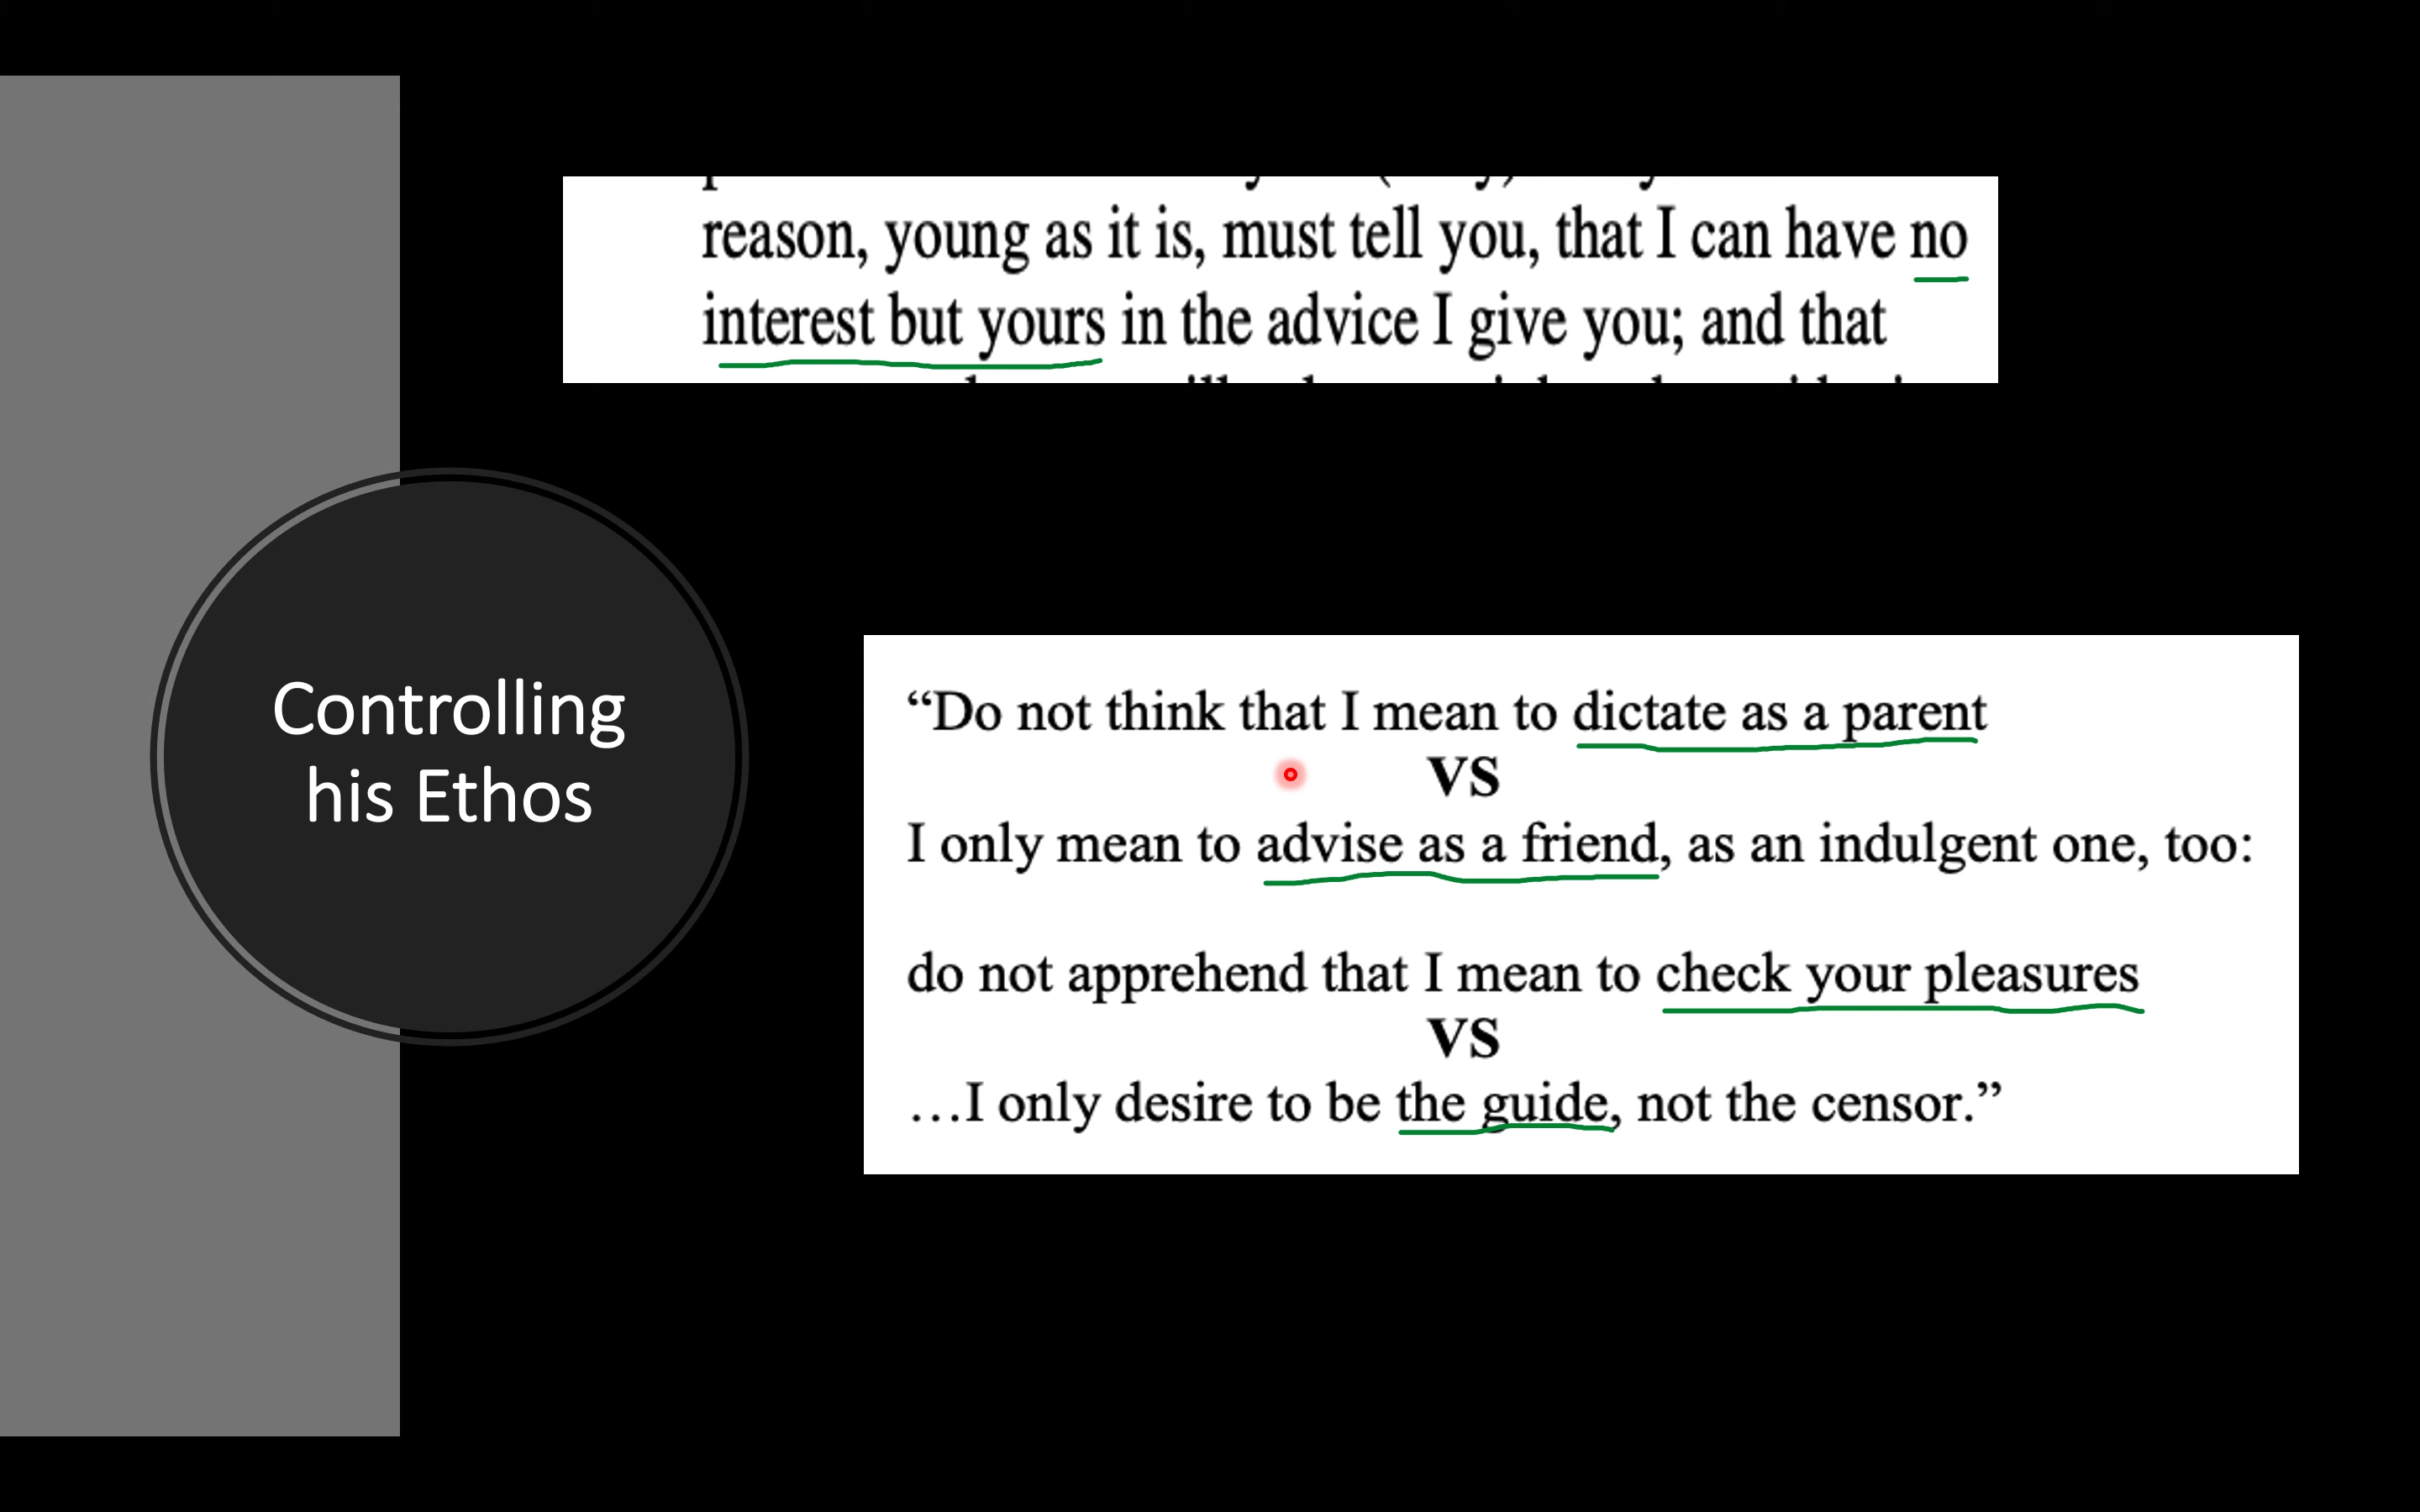 reason, young as it is, must tell you, that I can have no
interest but yours in the advice I give you; and that
Controlling
his Ethos
“Do not think that I mean to dictate as a parent
VS
I only mean to advise as a friend, as an indulgent one, too:
do not apprehend that I mean to check your pleasures
VS
…I only desire to be the guide, not the censor.”